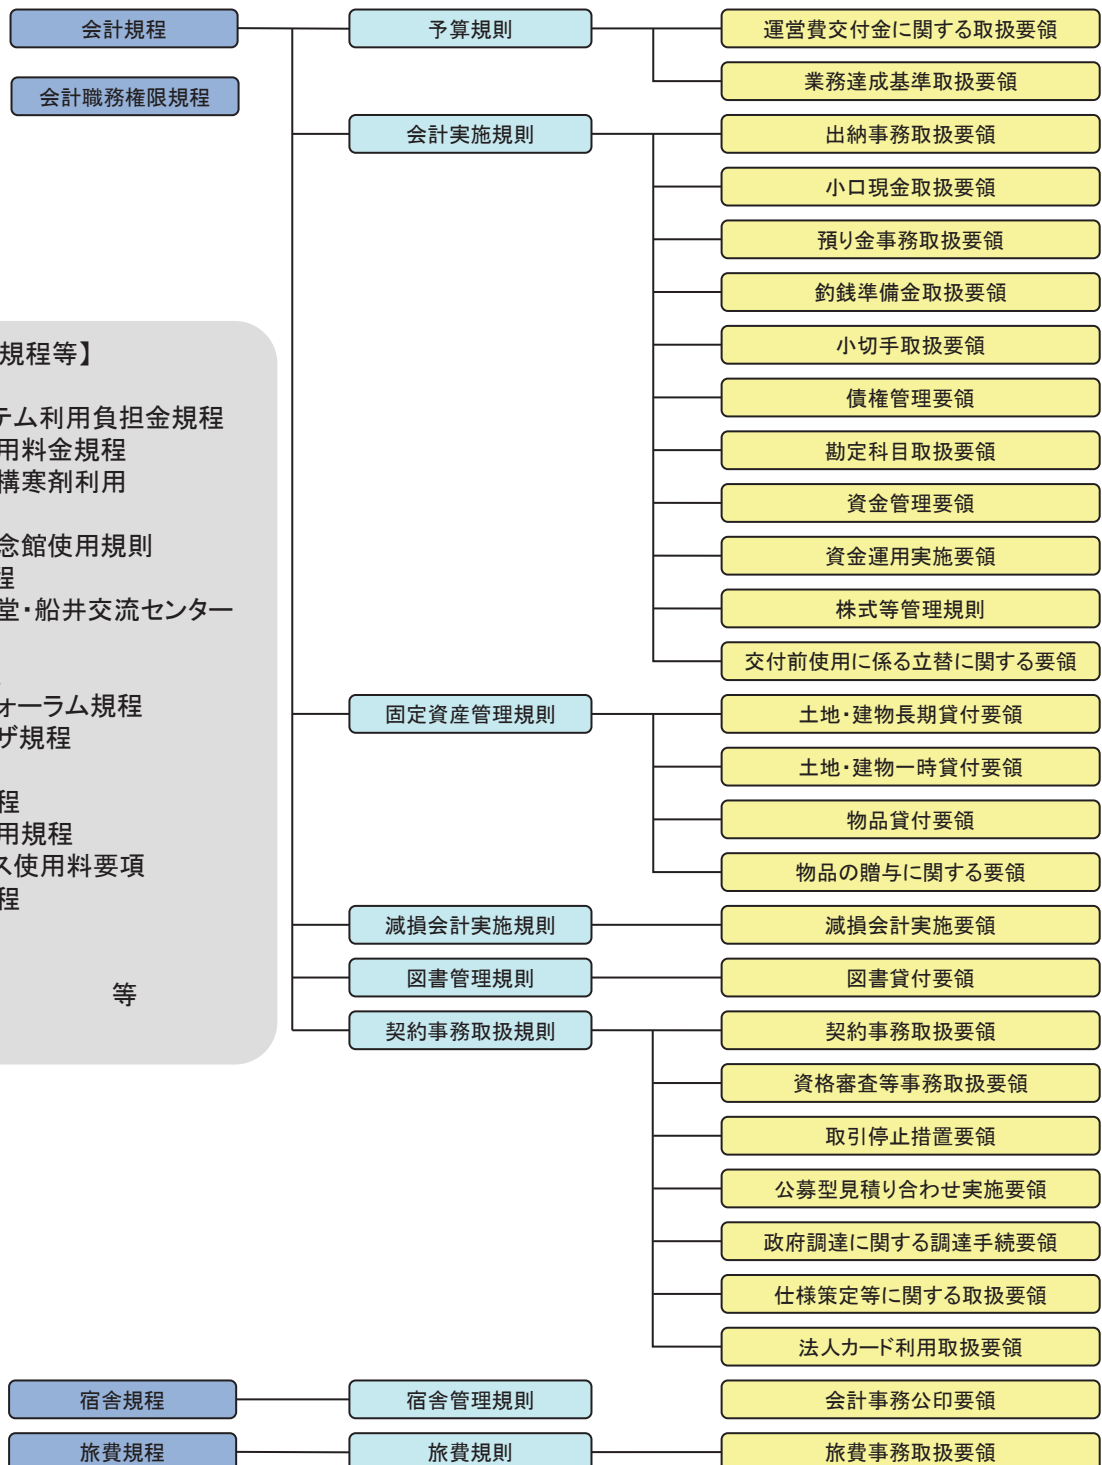 会計規程
予算規則
運営費交付金に関する取扱要領
業務達成基準取扱要領
会計職務権限規程
会計実施規則
出納事務取扱要領
小口現金取扱要領
預り金事務取扱要領
釣銭準備金取扱要領
小切手取扱要領
債権管理要領
勘定科目取扱要領
資金管理要領
資金運用実施要領
株式等管理規則
交付前使用に係る立替に関する要領
規程等】
テム利用負担金規程
用料金規程
構寒剤利用
念館使用規則
程
堂・船井交流センター
ォーラム規程
ザ規程
程
用規程
ス使用料要項
程
等
固定資産管理規則
土地・建物長期貸付要領
土地・建物一時貸付要領
物品貸付要領
物品の贈与に関する要領
減損会計実施規則
減損会計実施要領
図書管理規則
図書貸付要領
契約事務取扱規則
契約事務取扱要領
資格審査等事務取扱要領
取引停止措置要領
公募型見積り合わせ実施要領
政府調達に関する調達手続要領
仕様策定等に関する取扱要領
法人カード利用取扱要領
宿舎規程
宿舎管理規則
会計事務公印要領
旅費規程
旅費規則
旅費事務取扱要領